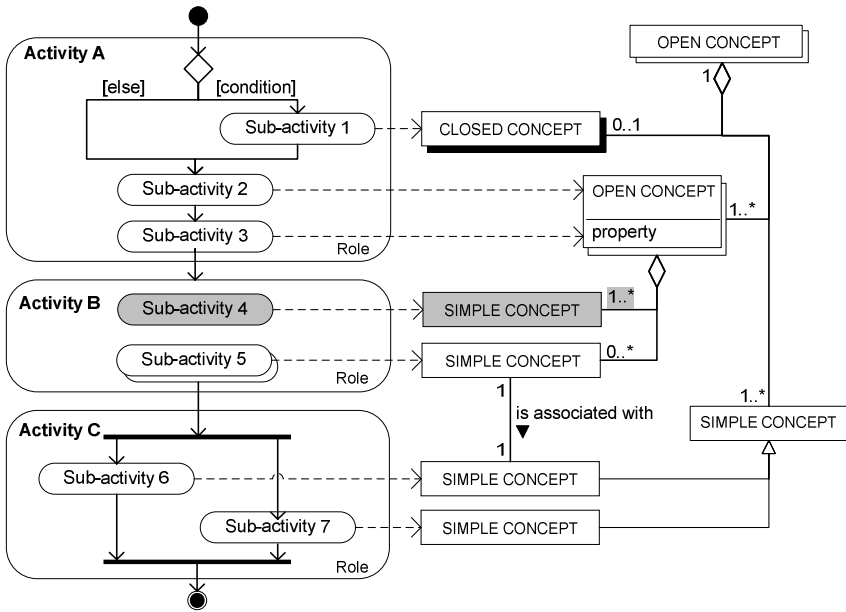 Activity A
[else]
[condition]
Sub-activity 1
Sub-activity 2
Sub-activity 3
Role
Activity B
Sub-activity 4
Sub-activity 5
Role
Activity C
Sub-activity 6
Sub-activity 7
Role
OPEN CONCEPT
1
CLOSED CONCEPT
0..1
OPEN CONCEPT
1..*
property
SIMPLE CONCEPT
1..*
SIMPLE CONCEPT
0..*
1
is associated with
1
1..*
SIMPLE CONCEPT
SIMPLE CONCEPT
SIMPLE CONCEPT